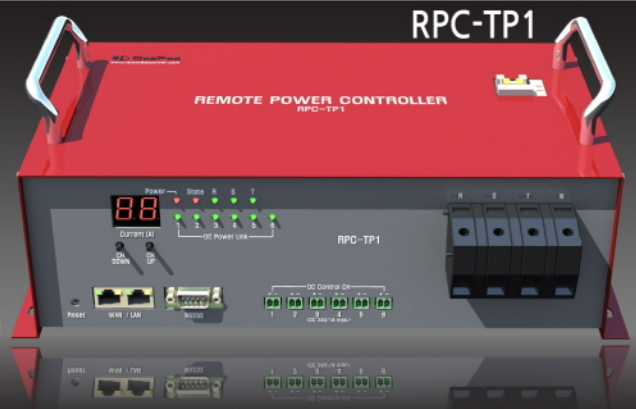 RPC-TP1
REMOTE POWER CONTROLLER
RPC-TP1
Power State R S T
88
1 2 3 4 5 6
DC Power Link
Current (A)
CH DOWN
CH UP
RPC-TP1
R S T N
DC Control CH
+ - + - + - + - + - + -
1 2 3 4 5 6
Reset
WAN / LAN
RS232